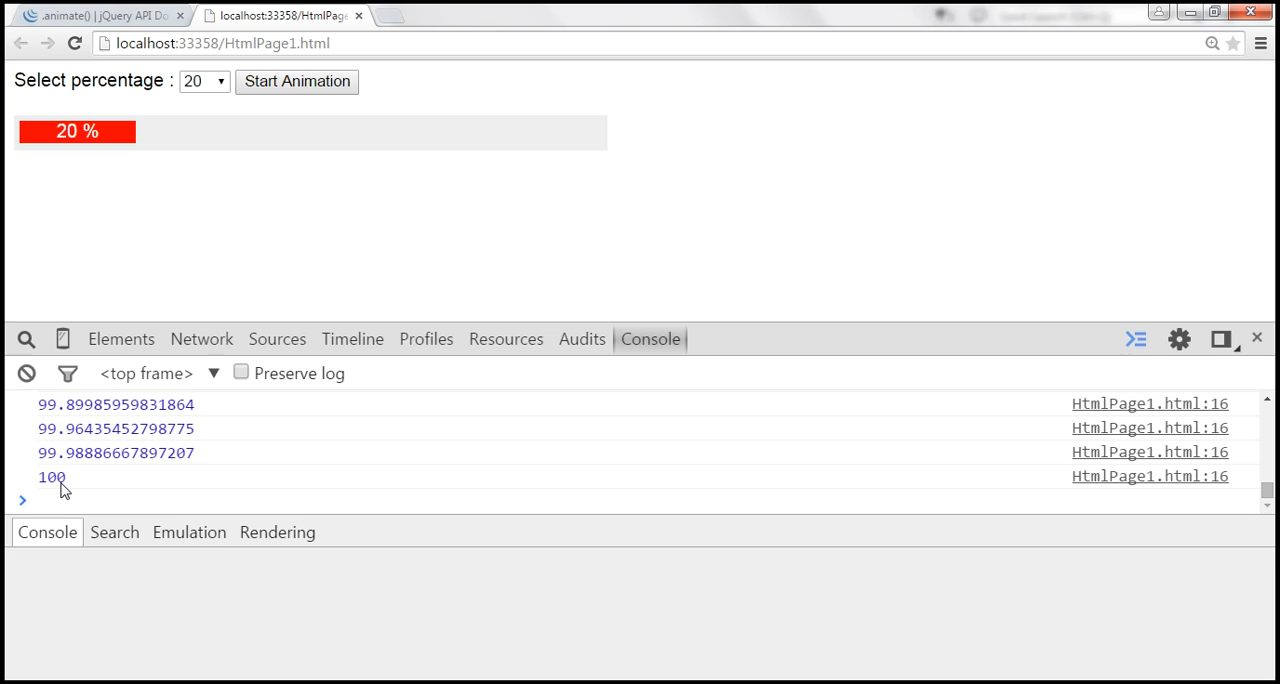 .animate() | jQuery API Do
localhost:33358/HtmlPage
localhost:33358/HtmlPage1.html
Select percentage : 20 Start Animation
20 %
Elements Network Sources Timeline Profiles Resources Audits Console
<top frame> Preserve log
99.89985959831864 HtmlPage1.html:16
99.96435452798775 HtmlPage1.html:16
99.98886667897207 HtmlPage1.html:16
100 HtmlPage1.html:16
Console Search Emulation Rendering